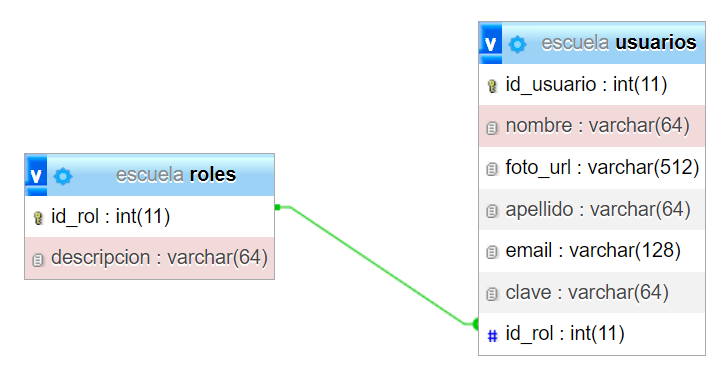 v escuela roles
id_rol : int(11)
descripcion : varchar(64)
v escuela usuarios
id_usuario : int(11)
nombre : varchar(64)
foto_url : varchar(512)
apellido : varchar(64)
email : varchar(128)
clave : varchar(64)
# id_rol : int(11)